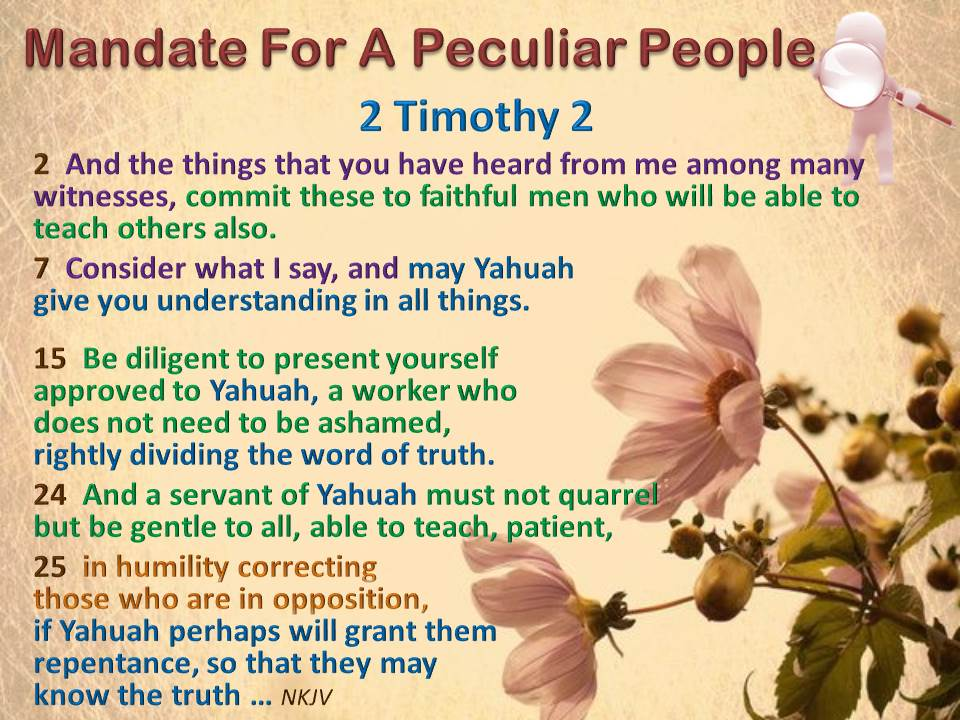 Mandate For A Peculiar People
2 Timothy 2
2 And the things that you have heard from me among many
witnesses, commit these to faithful men who will be able to
teach others also.
7 Consider what I say, and may Yahuah
give you understanding in all things.
15 Be diligent to present yourself
approved to Yahuah, a worker who
does not need to be ashamed,
rightly dividing the word of truth.
24 And a servant of Yahuah must not quarrel
but be gentle to all, able to teach, patient,
25 in humility correcting
those who are in opposition,
if Yahuah perhaps will grant them
repentance, so that they may
know the truth ... NKJV